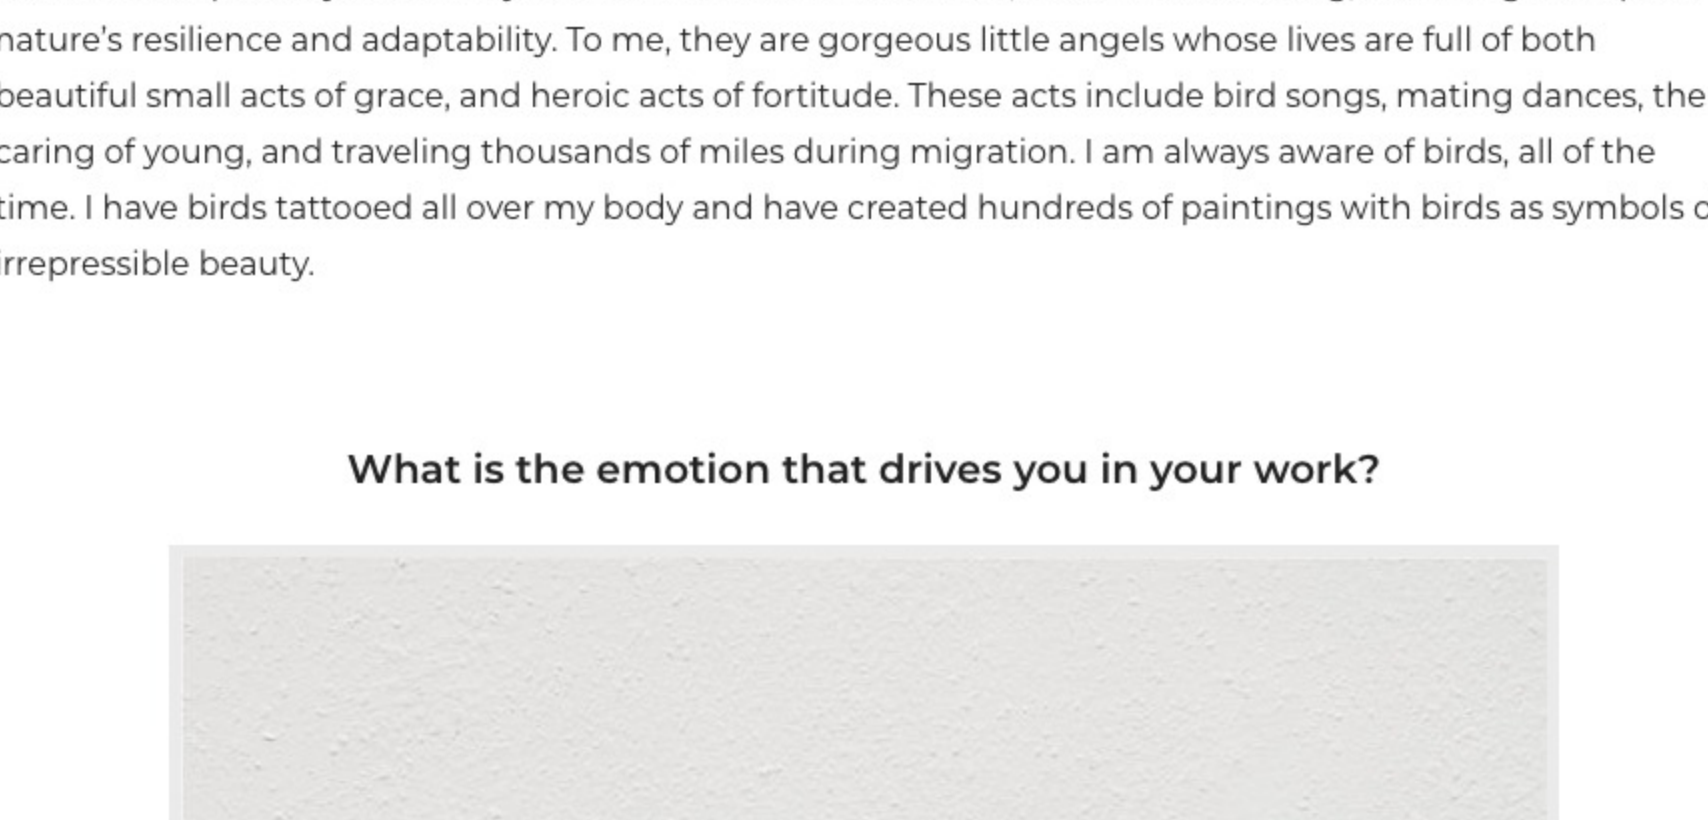 nature's resilience and adaptability. To me, they are gorgeous little angels whose lives are full of both
beautiful small acts of grace, and heroic acts of fortitude. These acts include bird songs, mating dances, the
caring of young, and traveling thousands of miles during migration. I am always aware of birds, all of the
time. I have birds tattooed all over my body and have created hundreds of paintings with birds as symbols
irrepressible beauty.
What is the emotion that drives you in your work?